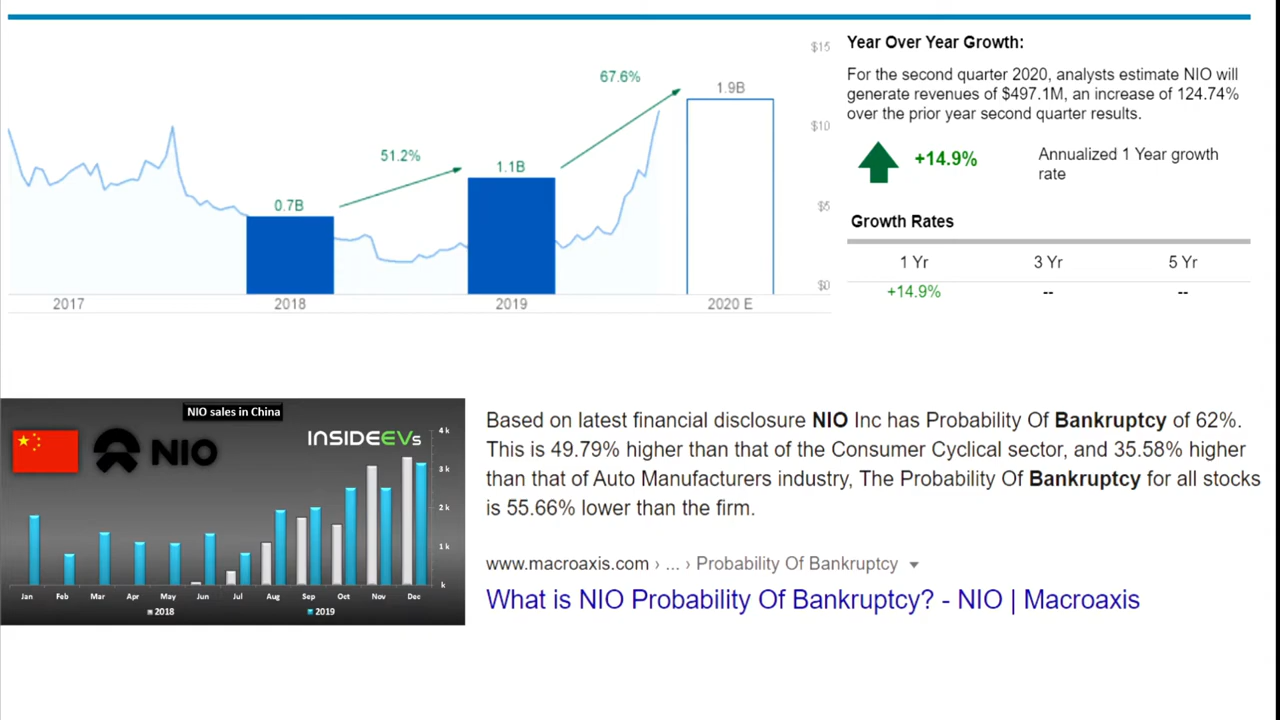 $15
67.6%
1.9B
$10
51.2%
1.1B
0.7B
$5
$0
2017
2018
2019
2020 E
Year Over Year Growth:
For the second quarter 2020, analysts estimate NIO will
generate revenues of $497.1M, an increase of 124.74%
over the prior year second quarter results.
+14.9%
Annualized 1 Year growth
rate
Growth Rates
1 Yr
3 Yr
5 Yr
+14.9%
--
--
NIO sales in China
NIO
INSIDEEVs
4 k
3 k
2 k
1 k
k
Jan
Feb
Mar
Apr
May
Jun
Jul
Aug
Sep
Oct
Nov
Dec
2018
2019
Based on latest financial disclosure NIO Inc has Probability Of Bankruptcy of 62%.
This is 49.79% higher than that of the Consumer Cyclical sector, and 35.58% higher
than that of Auto Manufacturers industry, The Probability Of Bankruptcy for all stocks
is 55.66% lower than the firm.
www.macroaxis.com › ... › Probability Of Bankruptcy
What is NIO Probability Of Bankruptcy? - NIO | Macroaxis